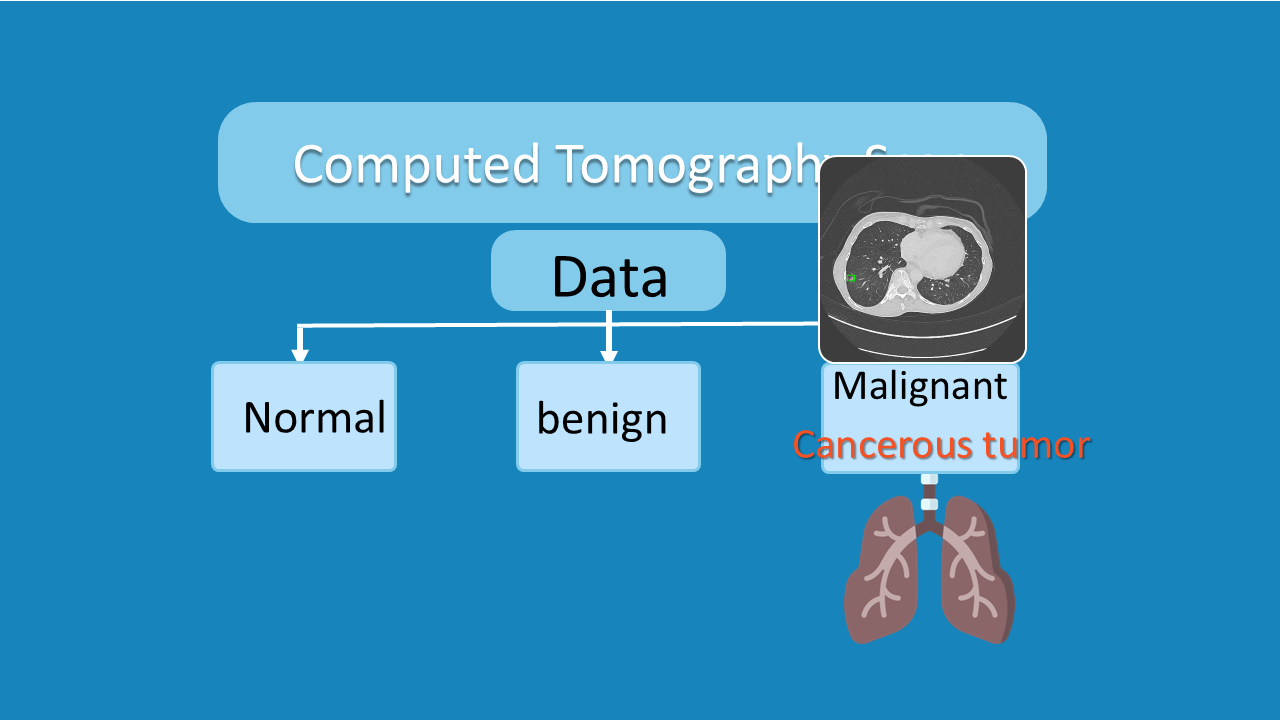 Computed Tomography
Data
Normal
benign
Malignant
Cancerous tumor